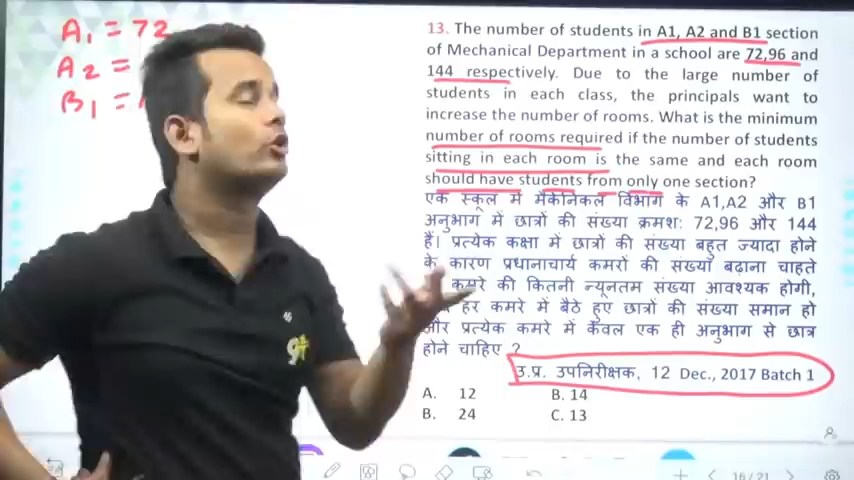 A1 = 72
A2 =
B1 =
13. The number of students in A1, A2 and B1 section
of Mechanical Department in a school are 72,96 and
144 respectively. Due to the large number of
students in each class, the principals want to
increase the number of rooms. What is the minimum
number of rooms required if the number of students
sitting in each room is the same and each room
should have students from only one section?
एक स्कूल में मैकेनिकल विभाग के A1,A2 और B1
अनुभाग में छात्रों की संख्या क्रमश: 72,96 और 144
हैं। प्रत्येक कक्षा में छात्रों की संख्या बहुत ज्यादा होने
के कारण प्रधानाचार्य कमरों की संख्या बढ़ाना चाहते
कमरे की कितनी न्यूनतम संख्या आवश्यक होगी,
हर कमरे में बैठे हुए छात्रों की संख्या समान हो
और प्रत्येक कमरे में केवल एक ही अनुभाग से छात्र
होने चाहिए ?
उ.प्र. उपनिरीक्षक, 12 Dec., 2017 Batch 1
A. 12 B. 14
B. 24 C. 13
16/21